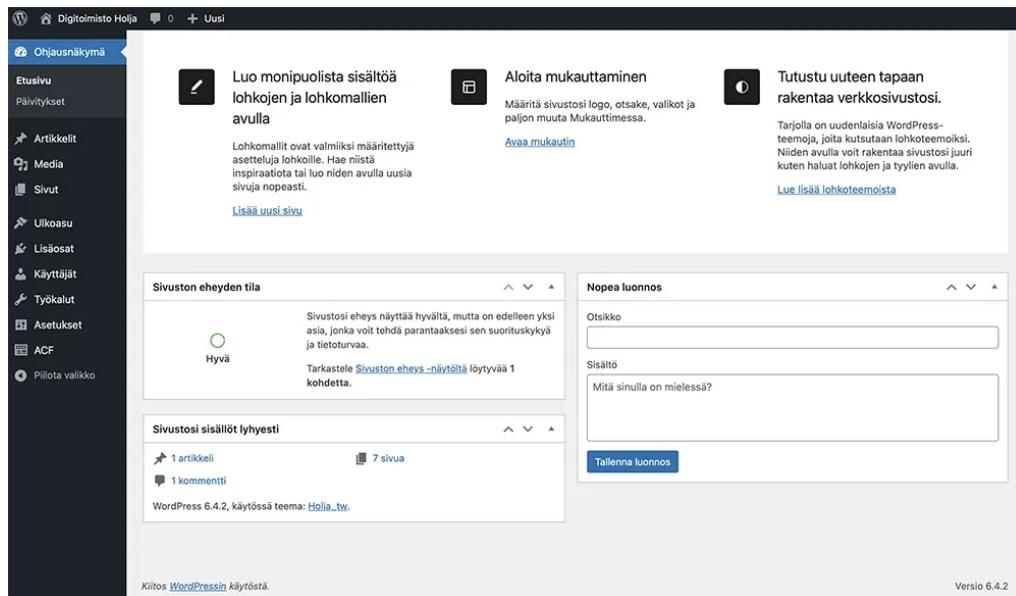 Digitoimisto Holja 0 Uusi
Ohjausnäkymä
Etusivu
Päivitykset
Artikkelit
Media
Sivut
Ulkoasu
Lisäosat
Käyttäjät
Työkalut
Asetukset
ACF
Piilota valikko
Luo monipuolista sisältöä
lohkojen ja lohkomallien
avulla
Lohkomallit ovat valmiiksi määritettyjä
asetteluja lohkoille. Hae niistä
inspiraatiota tai luo niden avulla uusia
sivuja nopeasti.
Lisää uusi sivu
Aloita mukauttaminen
Määritä sivustosi logo, otsake, valikot ja
paljon muuta Mukauttimessa.
Avaa mukautin
Tutustu uuteen tapaan
rakentaa verkkosivustosi.
Tarjolla on uudenlaisia WordPress-
teemoja, joita kutsutaan lohkoteemoiksi.
Niiden avulla voit rakentaa sivustosi juuri
kuten haluat lohkojen ja tyylien avulla.
Lue lisää lohkoteemoista
Sivuston eheyden tila
Hyvä
Sivustosi eheys näyttää hyvältä, mutta on edelleen yksi
asia, jonka voit tehdä parantaaksesi sen suorituskykyä
ja tietoturvaa.
Tarkastele Sivuston eheys -näytöltä löytyvää 1
kohdetta.
Sivustosi sisällöt lyhyesti
1 artikkeli 7 sivua
1 kommentti
WordPress 6.4.2, käytössä teema: Holja_tw.
Nopea luonnos
Otsikko
Sisältö
Mitä sinulla on mielessä?
Tallenna luonnos
Kiitos WordPressin käytöstä.
Versio 6.4.2